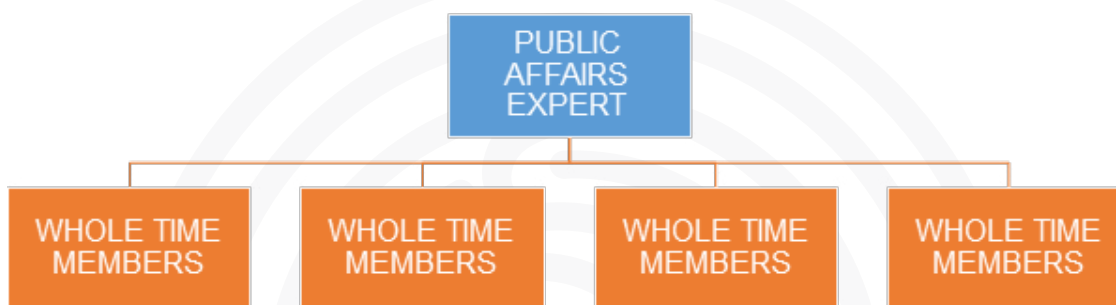 PUBLIC
AFFAIRS
EXPERT
WHOLE TIME
MEMBERS
WHOLE TIME
MEMBERS
WHOLE TIME
MEMBERS
WHOLE TIME
MEMBERS